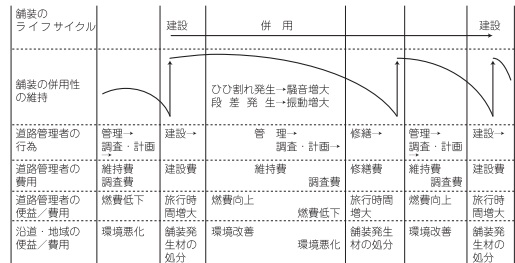 舗装の
ライフサイクル
建設
併 用
建設
舗装の併用性
の維持
ひび割れ発生→騒音増大
段 差 発 生→振動増大
道路管理者の
行為
管理→
調査・計画
→
建設→
管 理→
調査・計画→
修繕→
管理→
調査・計画
→
建設→
道路管理者の
費用
維持費
調査費
建設費
維持費
調査費
修繕費
維持費
調査費
建設費
道路管理者の
便益／費用
燃費低下
旅行時
間増大
燃費向上
燃費低下
旅行時間
増大
燃費向上
旅行時
間増大
沿道・地域の
便益／費用
環境悪化
舗装発
生材の
処分
環境改善
環境悪化
舗装発生
材の処分
環境改善
舗装発
生材の
処分